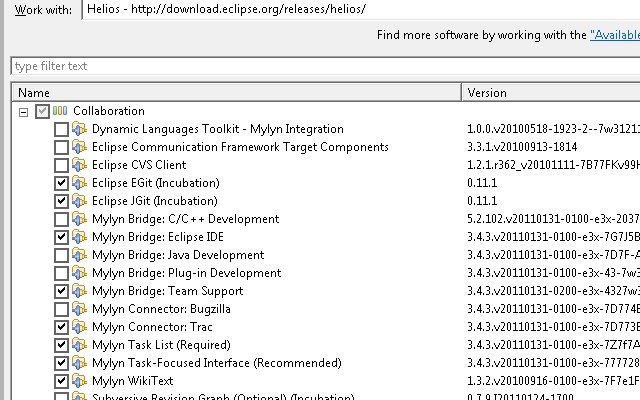 Work with: Helios - http://download.eclipse.org/releases/helios/
Find more software by working with the "Available
type filter text
Name Version
Collaboration
Dynamic Languages Toolkit - Mylyn Integration 1.0.0.v20100518-1923-2--7w31211
Eclipse Communication Framework Target Components 3.3.1.v20100913-1814
Eclipse CVS Client 1.2.1.r362_v20101111-7B77FKv99H
Eclipse EGit (Incubation) 0.11.1
Eclipse JGit (Incubation) 0.11.1
Mylyn Bridge: C/C++ Development 5.2.102.v20110131-0100-e3x-2037
Mylyn Bridge: Eclipse IDE 3.4.3.v20110131-0100-e3x-7G7J5B
Mylyn Bridge: Java Development 3.4.3.v20110131-0100-e3x-7D7F-A
Mylyn Bridge: Plug-in Development 3.4.3.v20110131-0100-e3x-43-7w3
Mylyn Bridge: Team Support 3.4.3.v20110131-0200-e3x-4327w3
Mylyn Connector: Bugzilla 3.4.3.v20110131-0100-e3x-7D774E
Mylyn Connector: Trac 3.4.3.v20110131-0100-e3x-7D773E
Mylyn Task List (Required) 3.4.3.v20110131-0100-e3x-7Z7f7A
Mylyn Task-Focused Interface (Recommended) 3.4.3.v20110131-0100-e3x-777728
Mylyn WikiText 1.3.2.v20100916-0100-e3x-7F7e1F
Subversive Revision Graph (Optional) (Incubation) 0.7.9.I20110124-1700